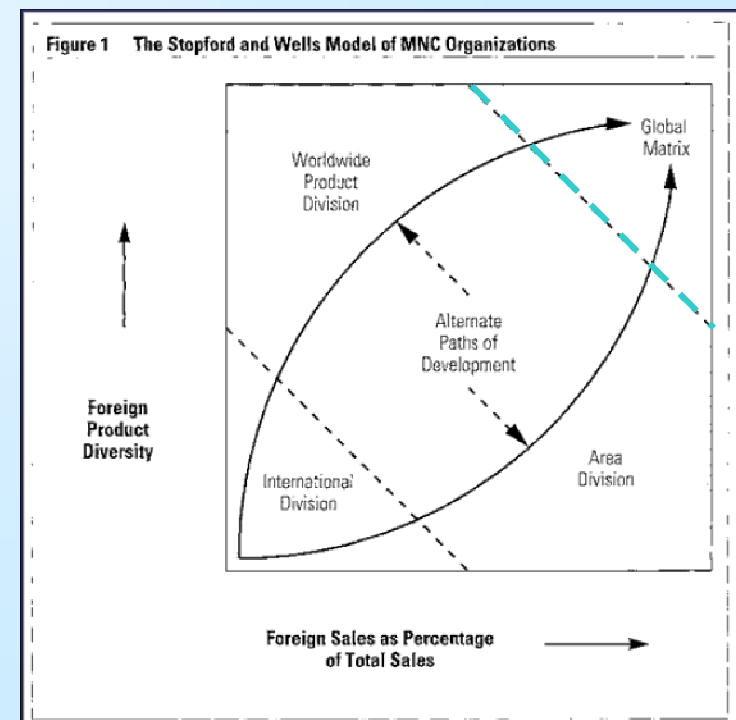 Figure 1 The Stopford and Wells Model of MNC Organizations
Global
Matrix
Worldwide
Product
Division
Alternate
Paths of
Development
Foreign
Product
Diversity
International
Division
Area
Division
Foreign Sales as Percentage
of Total Sales